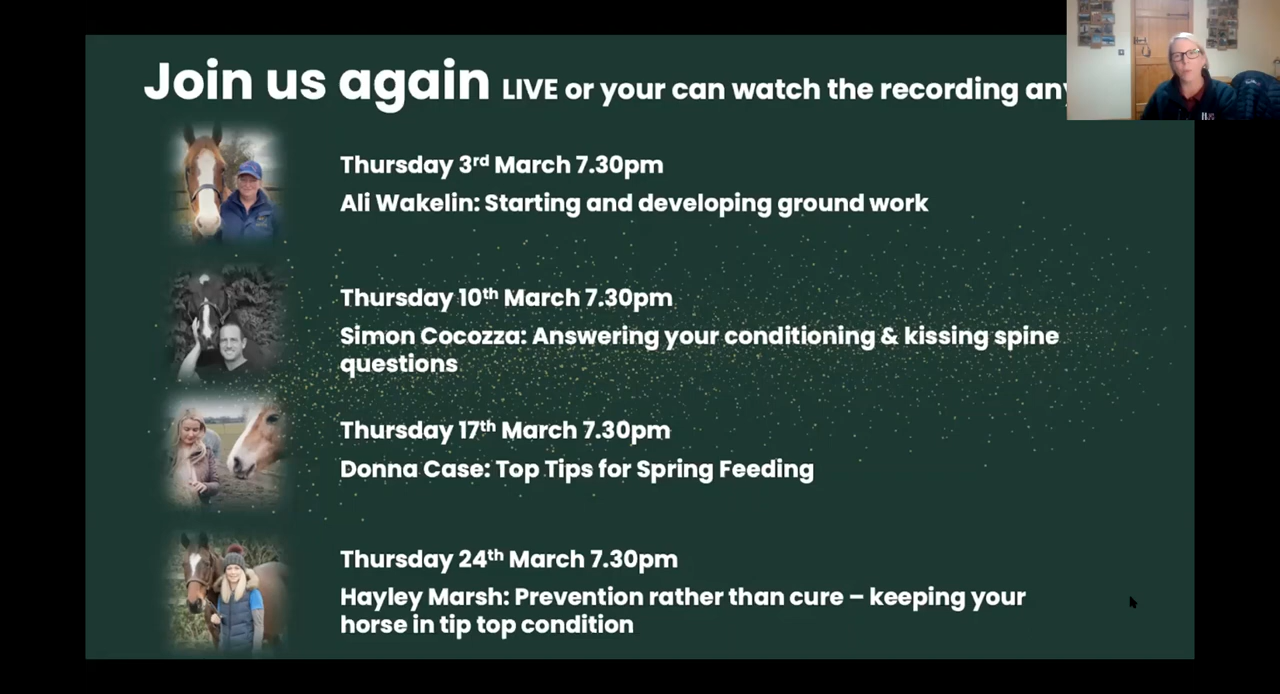 Join us again LIVE or your can watch the recording
Thursday 3rd March 7.30pm
Ali Wakelin: Starting and developing ground work
Thursday 10th March 7.30pm
Simon Cocozza: Answering your conditioning & kissing spine
questions
Thursday 17th March 7.30pm
Donna Case: Top Tips for Spring Feeding
Thursday 24th March 7.30pm
Hayley Marsh: Prevention rather than cure – keeping your
horse in tip top condition